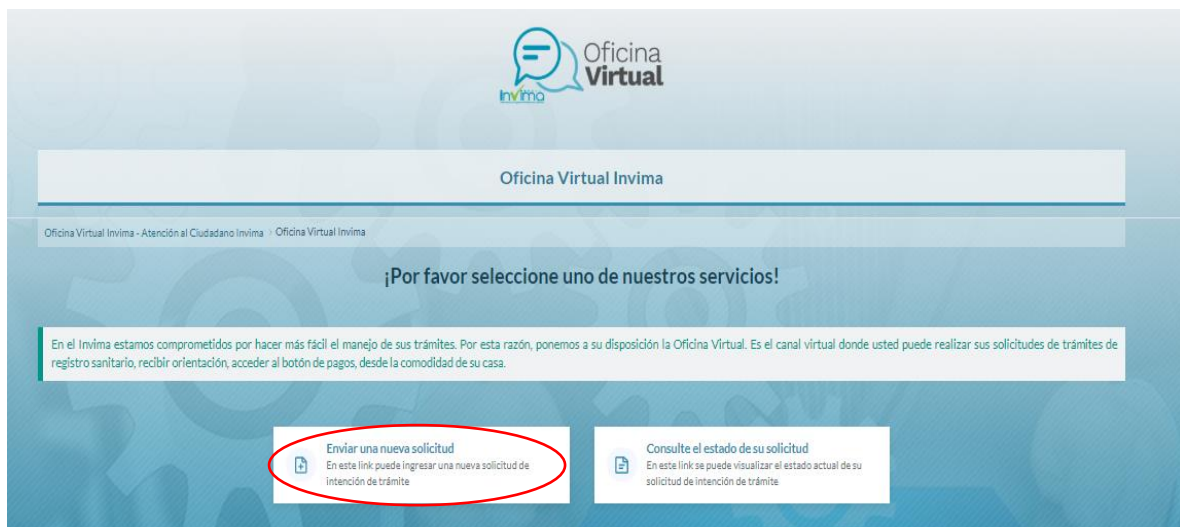 Oficina
Virtual
invima
Oficina Virtual Invima
Oficina Virtual Invima - Atención al Ciudadano Invima > Oficina Virtual Invima
¡Por favor seleccione uno de nuestros servicios!
En el Invima estamos comprometidos por hacer más fácil el manejo de sus trámites. Por esta razón, ponemos a su disposición la Oficina Virtual. Es el canal virtual donde usted puede realizar sus solicitudes de trámites de
registro sanitario, recibir orientación, acceder al botón de pagos, desde la comodidad de su casa.
Enviar una nueva solicitud
En este link puede ingresar una nueva solicitud de
intención de trámite
Consulte el estado de su solicitud
En este link se puede visualizar el estado actual de su
solicitud de intención de trámite